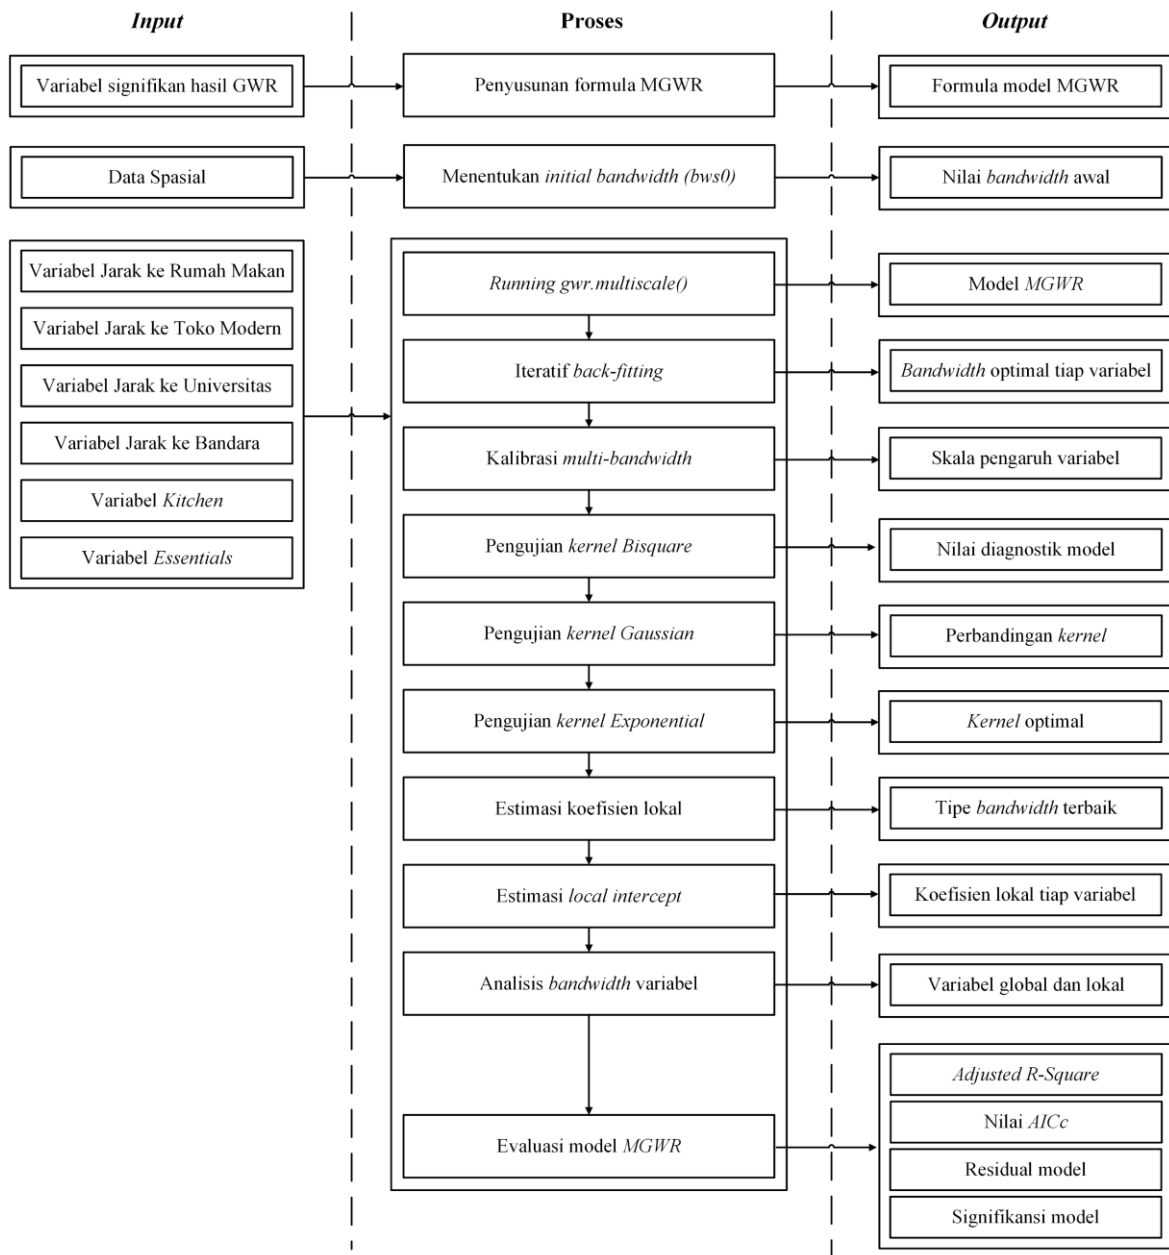 Input
Proses
Output
Variabel signifikan hasil GWR
Penyusunan formula MGWR
Formula model MGWR
Data Spasial
Menentukan initial bandwidth (bws0)
Nilai bandwidth awal
Variabel Jarak ke Rumah Makan
Variabel Jarak ke Toko Modern
Variabel Jarak ke Universitas
Variabel Jarak ke Bandara
Variabel Kitchen
Variabel Essentials
Running gwr.multiscale()
Model MGWR
Iteratif back-fitting
Bandwidth optimal tiap variabel
Kalibrasi multi-bandwidth
Skala pengaruh variabel
Pengujian kernel Bisquare
Nilai diagnostik model
Pengujian kernel Gaussian
Perbandingan kernel
Pengujian kernel Exponential
Kernel optimal
Estimasi koefisien lokal
Tipe bandwidth terbaik
Estimasi local intercept
Koefisien lokal tiap variabel
Analisis bandwidth variabel
Variabel global dan lokal
Evaluasi model MGWR
Adjusted R-Square
Nilai AICc
Residual model
Signifikansi model